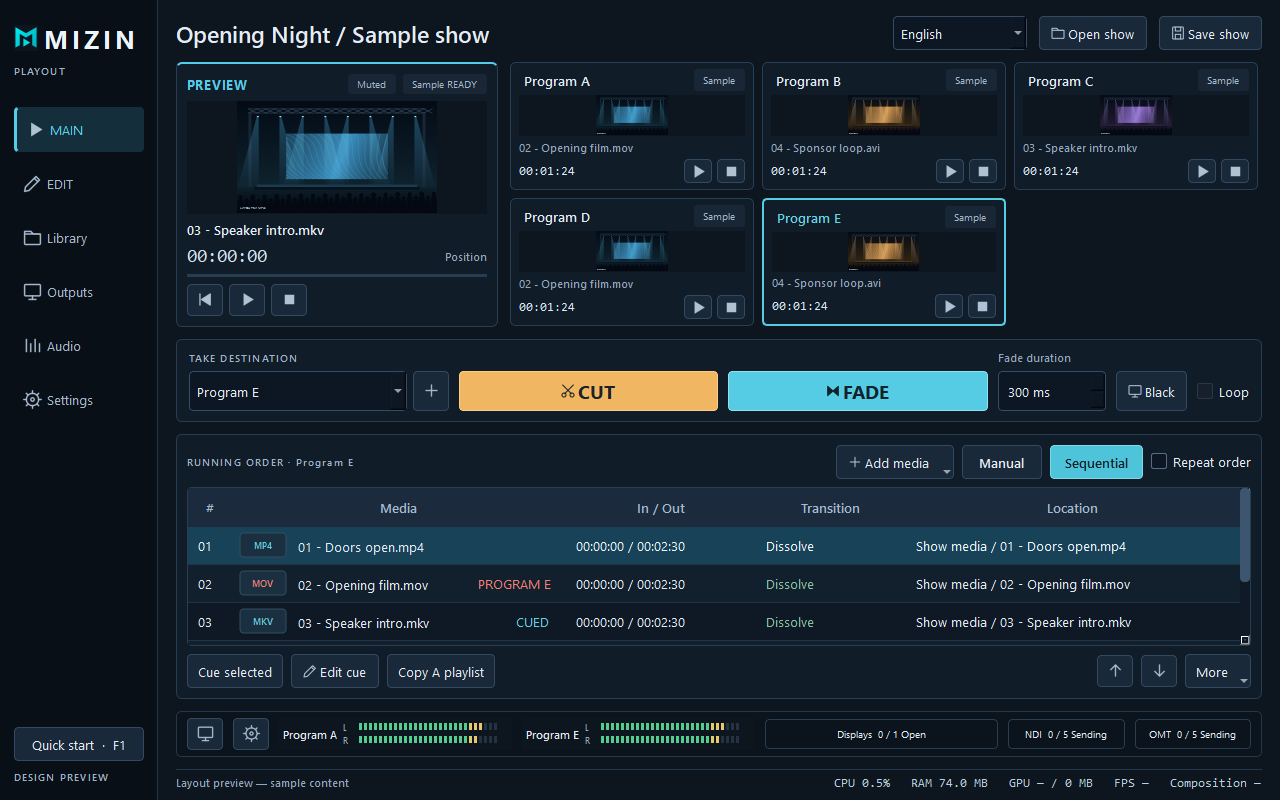 MIZIN
PLAYOUT
MAIN
EDIT
Library
Outputs
Audio
Settings
Quick start · F1
DESIGN PREVIEW
Opening Night / Sample show
English
Open show
Save show
PREVIEW
Muted
Sample READY
03 - Speaker intro.mkv
00:00:00
Position
Program A
Sample
02 - Opening film.mov
00:01:24
Program B
Sample
04 - Sponsor loop.avi
00:01:24
Program C
Sample
03 - Speaker intro.mkv
00:01:24
Program D
Sample
02 - Opening film.mov
00:01:24
Program E
Sample
04 - Sponsor loop.avi
00:01:24
TAKE DESTINATION
Fade duration
Program E
CUT
FADE
300 ms
Black
Loop
RUNNING ORDER · Program E
Add media
Manual
Sequential
Repeat order
# Media In / Out Transition Location
01 MP4 01 - Doors open.mp4 00:00:00 / 00:02:30 Dissolve Show media / 01 - Doors open.mp4
02 MOV 02 - Opening film.mov PROGRAM E 00:00:00 / 00:02:30 Dissolve Show media / 02 - Opening film.mov
03 MKV 03 - Speaker intro.mkv CUED 00:00:00 / 00:02:30 Dissolve Show media / 03 - Speaker intro.mkv
Cue selected
Edit cue
Copy A playlist
More
Program A L R
Program E L R
Displays 0 / 1 Open
NDI 0 / 5 Sending
OMT 0 / 5 Sending
Layout preview — sample content
CPU 0.5% RAM 74.0 MB GPU — / 0 MB FPS — Composition —